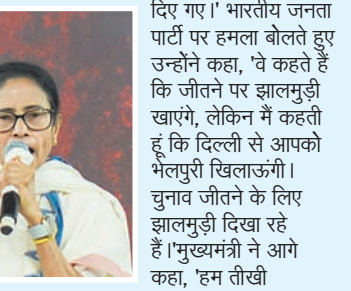 दिए गए।' भारतीय जनता
पार्टी पर हमला बोलते हुए
उन्होंने कहा, 'वे कहते हैं
कि जीतने पर झालमुड़ी
खाएंगे, लेकिन मैं कहती
हूं कि दिल्ली से आपको
भेलपुरी खिलाऊंगी।
चुनाव जीतने के लिए
झालमुड़ी दिखा रहे
हैं।'मुख्यमंत्री ने आगे
कहा, 'हम तीखी